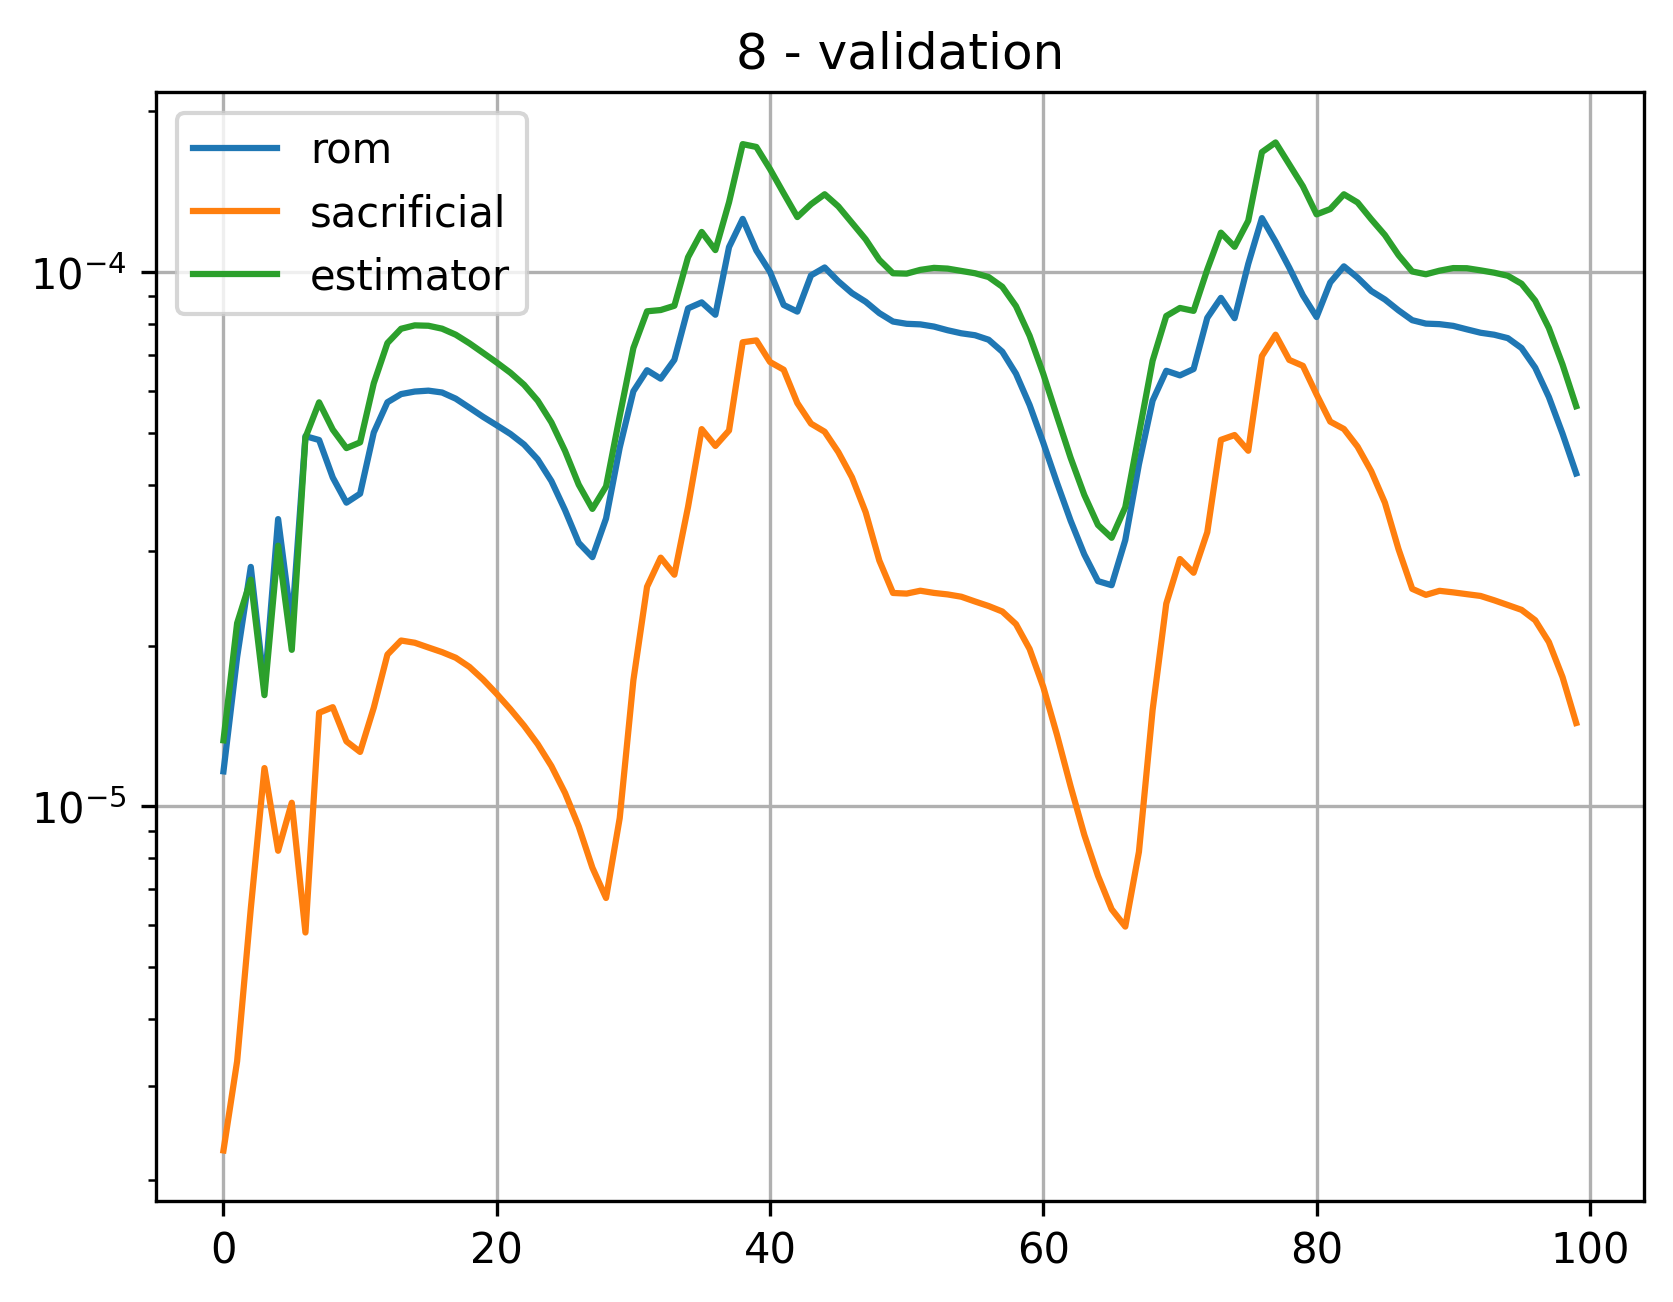 8 - validation
rom
sacrificial
estimator
10⁻⁴
10⁻⁵
0 20 40 60 80 100